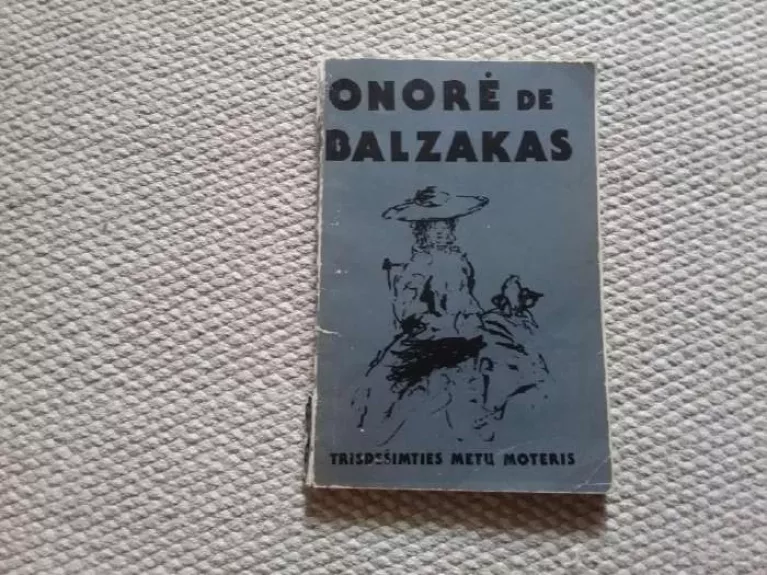 ONORĖ DE
BALZAKAS
TRISDEŠIMTIES METŲ MOTERIS